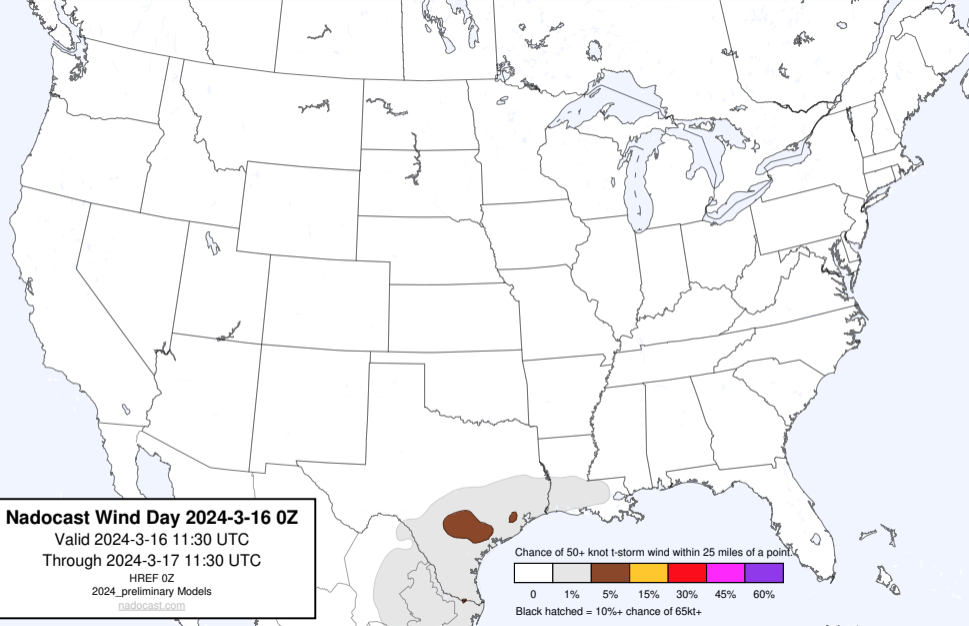 Nadocast Wind Day 2024-3-16 0Z
Valid 2024-3-16 11:30 UTC
Through 2024-3-17 11:30 UTC
HREF 0Z
2024_preliminary Models
nadocast.com
Chance of 50+ knot t-storm wind within 25 miles of a point.
0 1% 5% 15% 30% 45% 60%
Black hatched = 10%+ chance of 65kt+